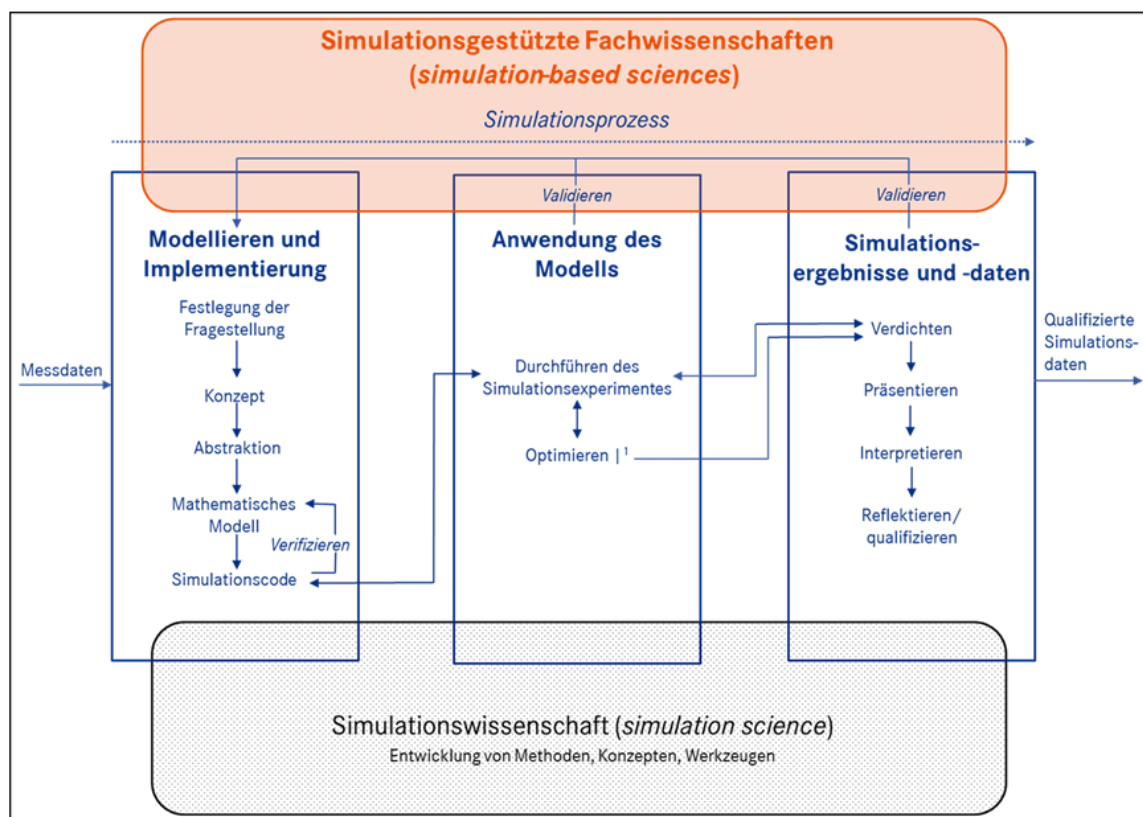 Simulationsgestützte Fachwissenschaften
(simulation-based sciences)
Simulationsprozess
Validieren
Validieren
Modellieren und
Implementierung
Festlegung der
Fragestellung
Konzept
Abstraktion
Mathematisches
Modell
Verifizieren
Simulationscode
Messdaten
Anwendung des
Modells
Durchführen des
Simulationsexperimentes
Optimieren |¹
Simulations-
ergebnisse und -daten
Verdichten
Präsentieren
Interpretieren
Reflektieren/
qualifizieren
Qualifizierte
Simulations-
daten
Simulationswissenschaft (simulation science)
Entwicklung von Methoden, Konzepten, Werkzeugen